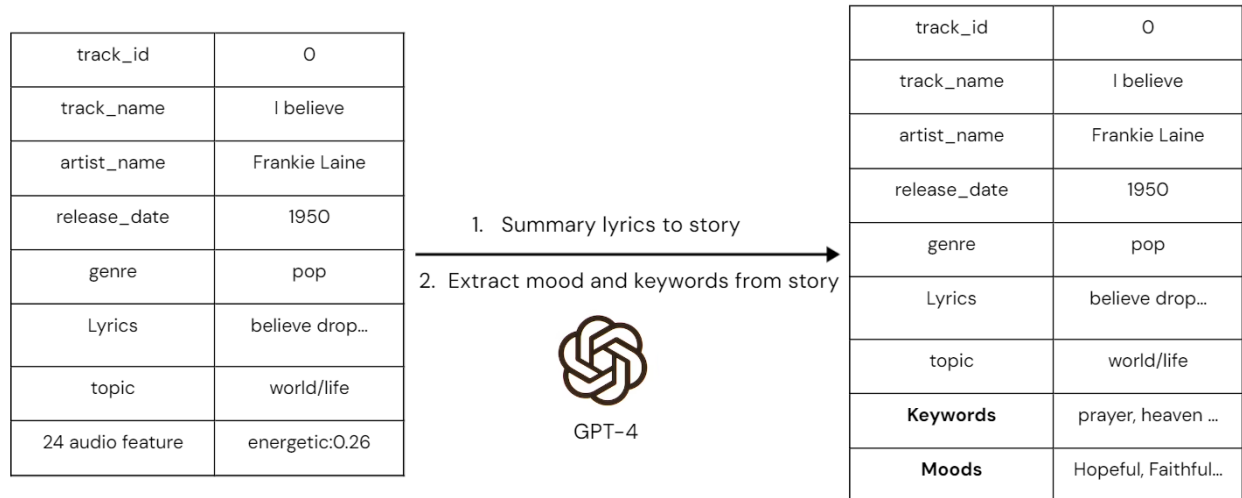 track_id 0
track_name I believe
artist_name Frankie Laine
release_date 1950
genre pop
Lyrics believe drop...
topic world/life
24 audio feature energetic:0.26
1. Summary lyrics to story
2. Extract mood and keywords from story
GPT-4
track_id 0
track_name I believe
artist_name Frankie Laine
release_date 1950
genre pop
Lyrics believe drop...
topic world/life
Keywords prayer, heaven ...
Moods Hopeful, Faithful...